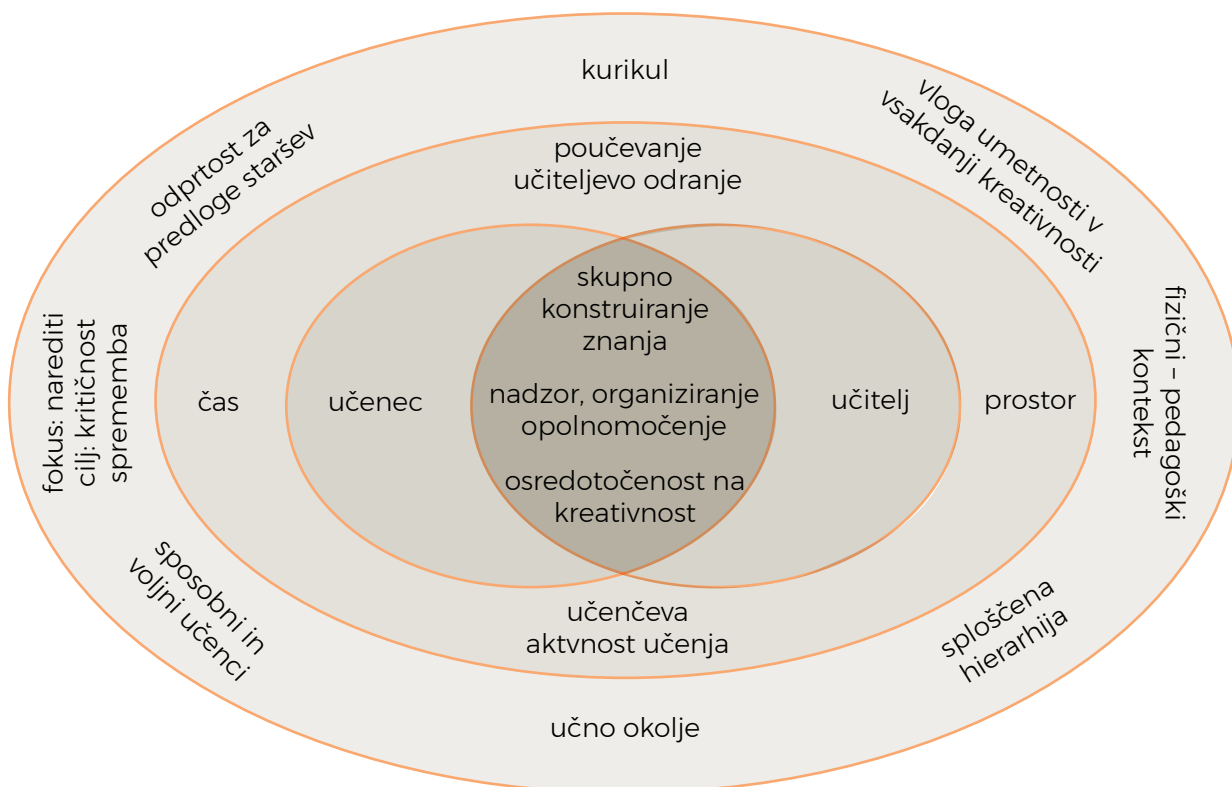 kurikul
odprtost za
predloge staršev
vloga umetnosti v
vsakdanji kreativnosti
poučevanje
učiteljevo odranje
skupno
konstruiranje
znanja
fokus: narediti
cilj: kritičnost
sprememba
čas
učenec
nadzor, organiziranje
opolnomočenje
učitelj
prostor
fizični – pedagoški
kontekst
osredotočenost na
kreativnost
sposobni in
voljni učenci
učenčeva
aktvnost učenja
sploščena
hierarhija
učno okolje